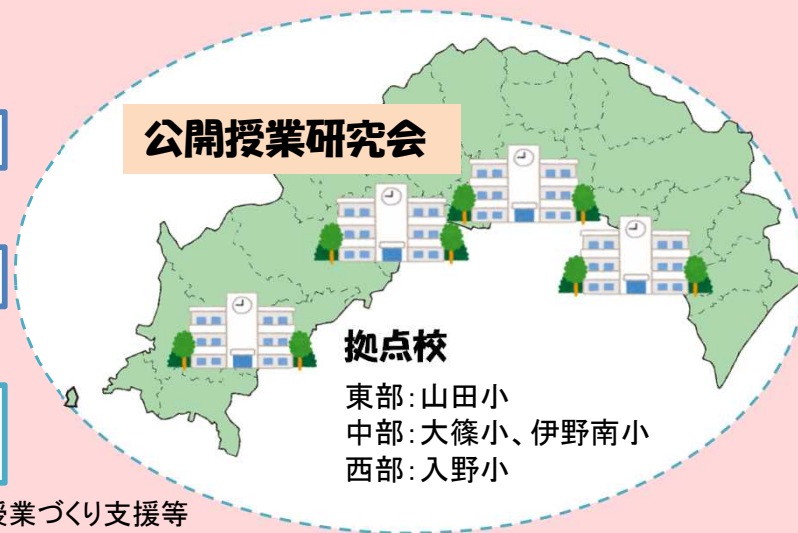 公開授業研究会
拠点校
東部：山田小
中部：大篠小、伊野南小
西部：入野小
授業づくり支援等